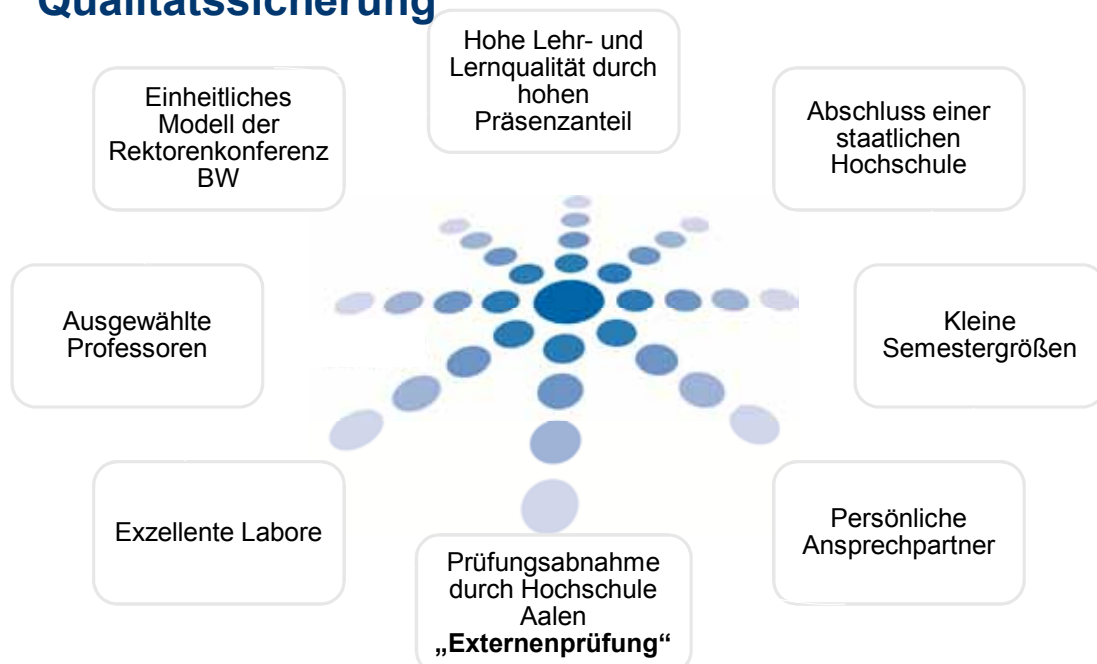 Qualitätssicherung
Hohe Lehr- und
Lernqualität durch
hohen
Präsenzanteil
Einheitliches
Modell der
Rektorenkonferenz
BW
Abschluss einer
staatlichen
Hochschule
Ausgewählte
Professoren
Kleine
Semestergrößen
Exzellente Labore
Persönliche
Ansprechpartner
Prüfungsabnahme
durch Hochschule
Aalen
„Externenprüfung“